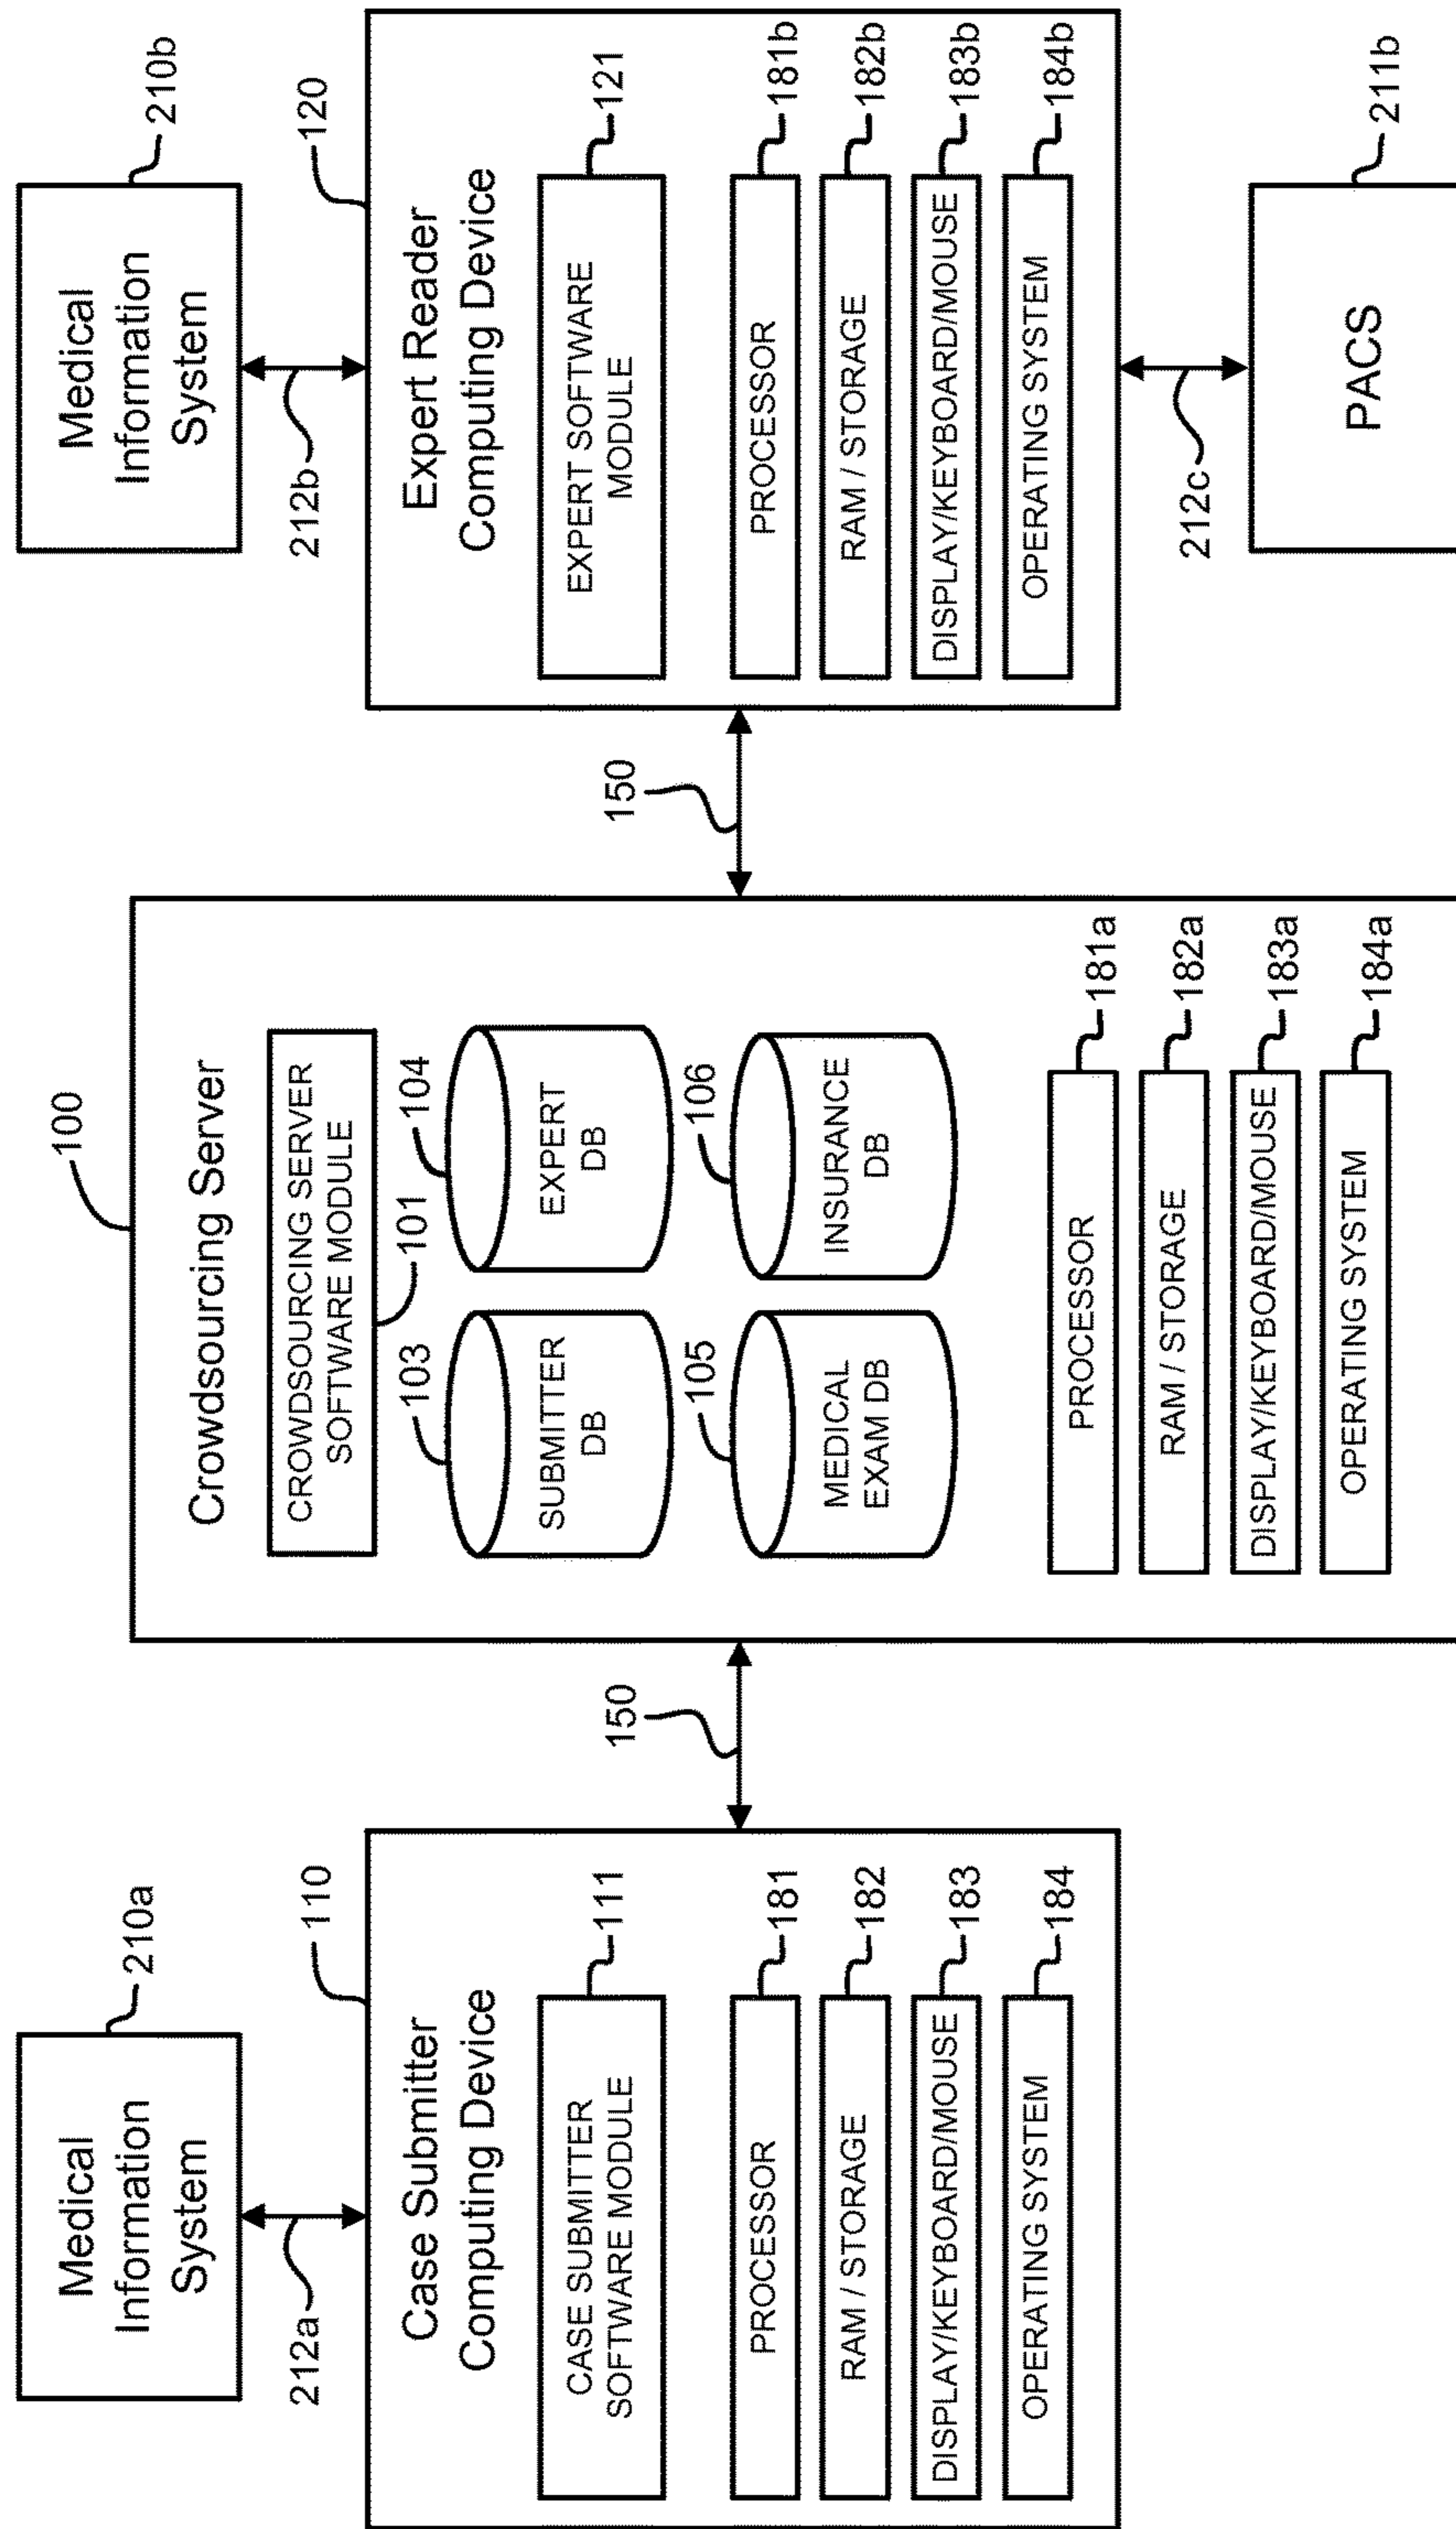 Medical
Information
System
210a
212a
110
Case Submitter
Computing Device
CASE SUBMITTER
SOFTWARE MODULE
111
PROCESSOR
181
RAM / STORAGE
182
DISPLAY/KEYBOARD/MOUSE
183
OPERATING SYSTEM
184
150
100
Crowdsourcing Server
CROWDSOURCING SERVER
SOFTWARE MODULE
101
103
SUBMITTER
DB
104
EXPERT
DB
105
MEDICAL
EXAM DB
106
INSURANCE
DB
PROCESSOR
181a
RAM / STORAGE
182a
DISPLAY/KEYBOARD/MOUSE
183a
OPERATING SYSTEM
184a
150
Medical
Information
System
210b
212b
120
Expert Reader
Computing Device
EXPERT SOFTWARE
MODULE
121
PROCESSOR
181b
RAM / STORAGE
182b
DISPLAY/KEYBOARD/MOUSE
183b
OPERATING SYSTEM
184b
212c
PACS
211b